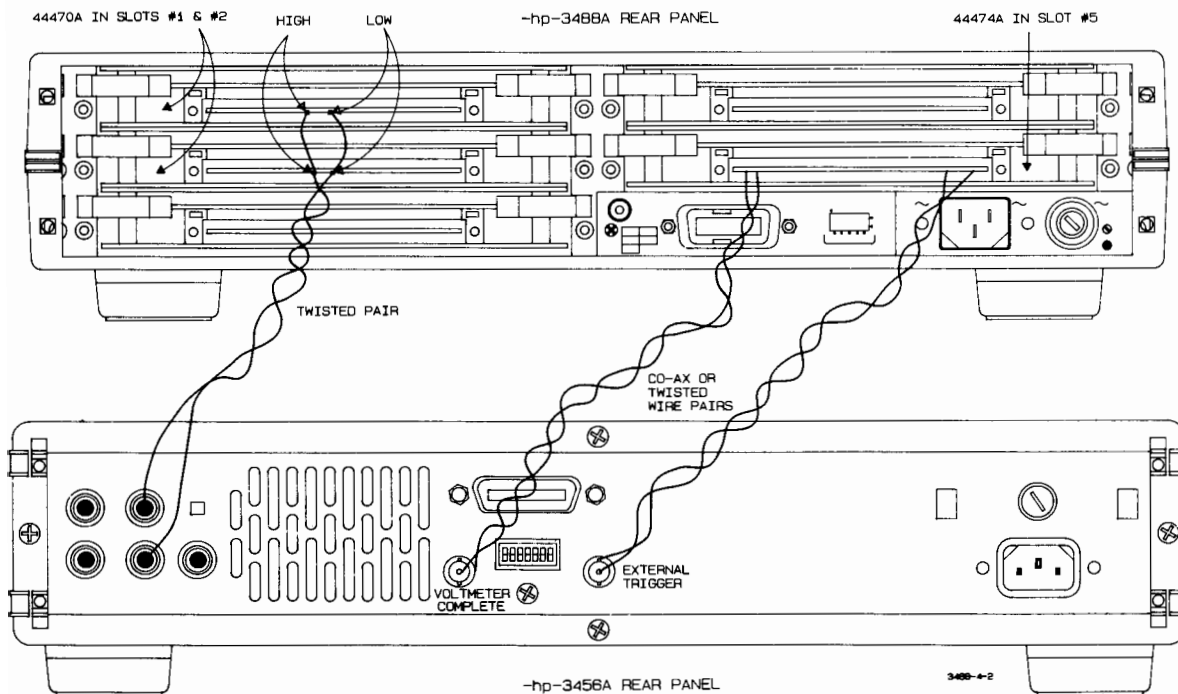 44470A IN SLOTS #1 & #2
HIGH
LOW
-hp-3488A REAR PANEL
44474A IN SLOT #5
TWISTED PAIR
CO-AX OR
TWISTED
WIRE PAIRS
VOLTMETER
COMPLETE
EXTERNAL
TRIGGER
-hp-3456A REAR PANEL
3488-4-2